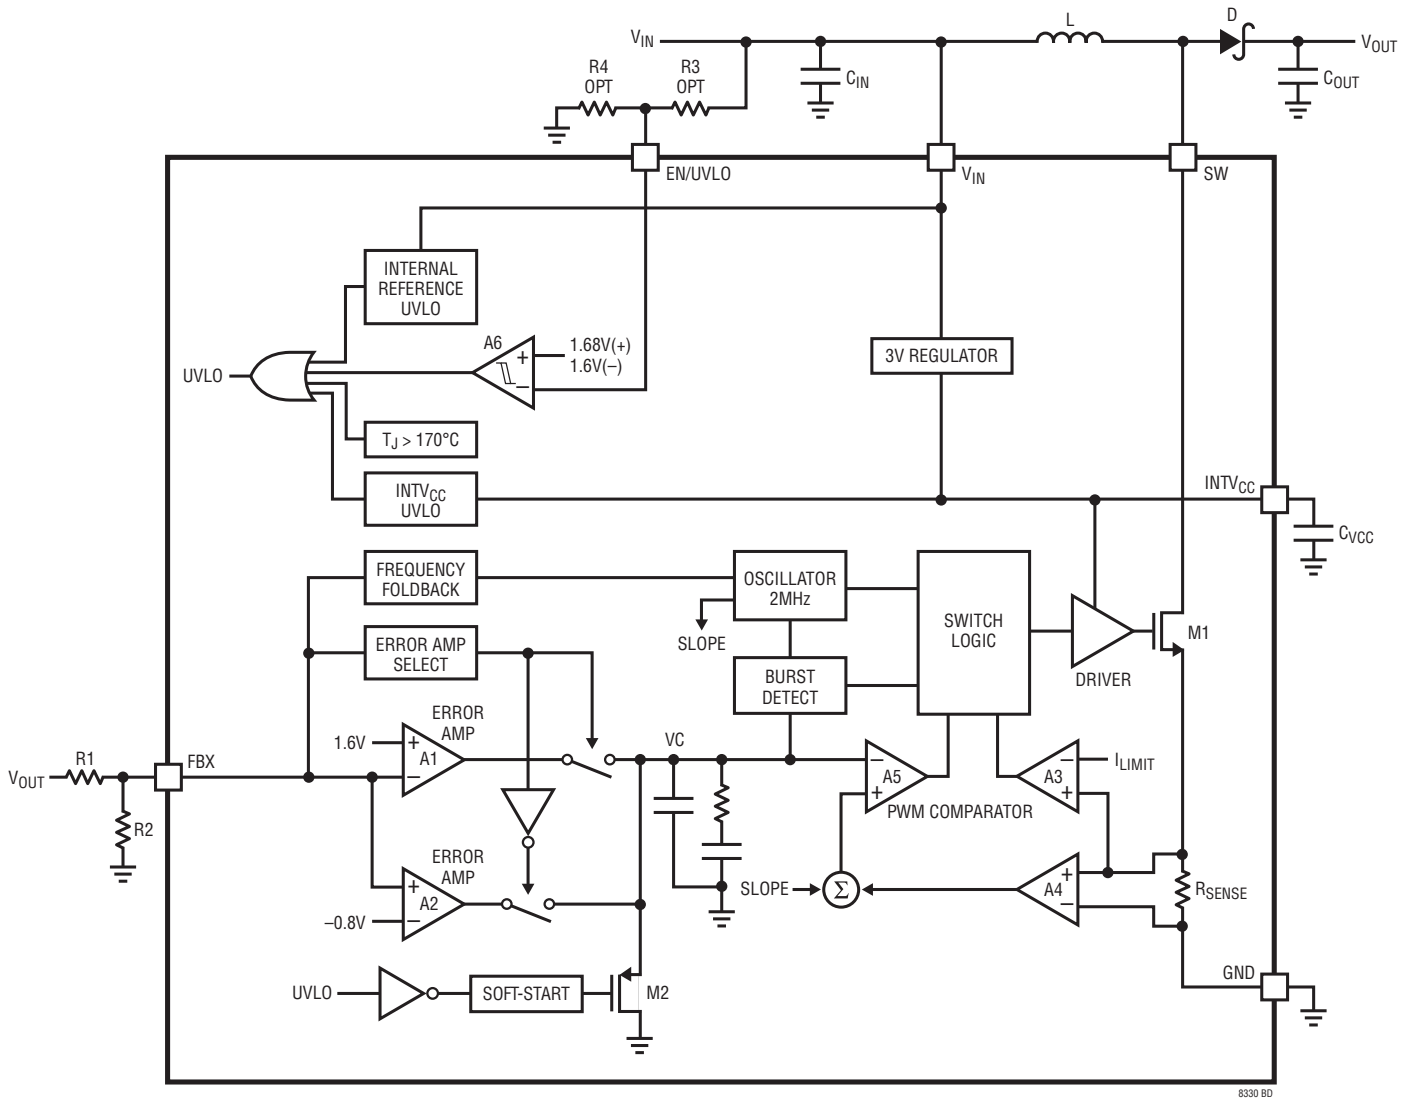 L
D
VIN
VOUT
R4
OPT
R3
OPT
CIN
COUT
EN/UVLO
VIN
SW
INTERNAL
REFERENCE
UVLO
A6
+
1.68V(+)
1.6V(–)
–
3V REGULATOR
UVLO
TJ > 170°C
INTVCC
UVLO
INTVCC
CVCC
FREQUENCY
FOLDBACK
OSCILLATOR
2MHz
SLOPE
SWITCH
LOGIC
M1
ERROR AMP
SELECT
BURST
DETECT
DRIVER
ERROR
AMP
1.6V
+
A1
–
VC
R1
VOUT
FBX
R2
–
A5
+
PWM COMPARATOR
–
A3
+
ILIMIT
ERROR
AMP
+
A2
–
–0.8V
SLOPE
Σ
+
A4
–
RSENSE
UVLO
SOFT-START
M2
GND
8330 BD